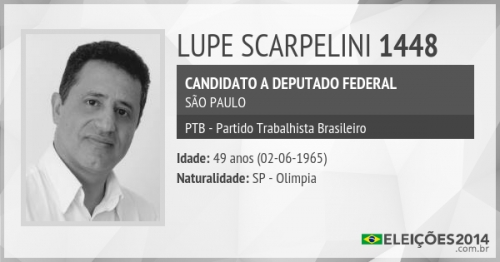 LUPE SCARPELINI 1448
CANDIDATO A DEPUTADO FEDERAL
SÃO PAULO
PTB - Partido Trabalhista Brasileiro
Idade: 49 anos (02-06-1965)
Naturalidade: SP - Olimpia
ELEIÇÕES2014
.com.br